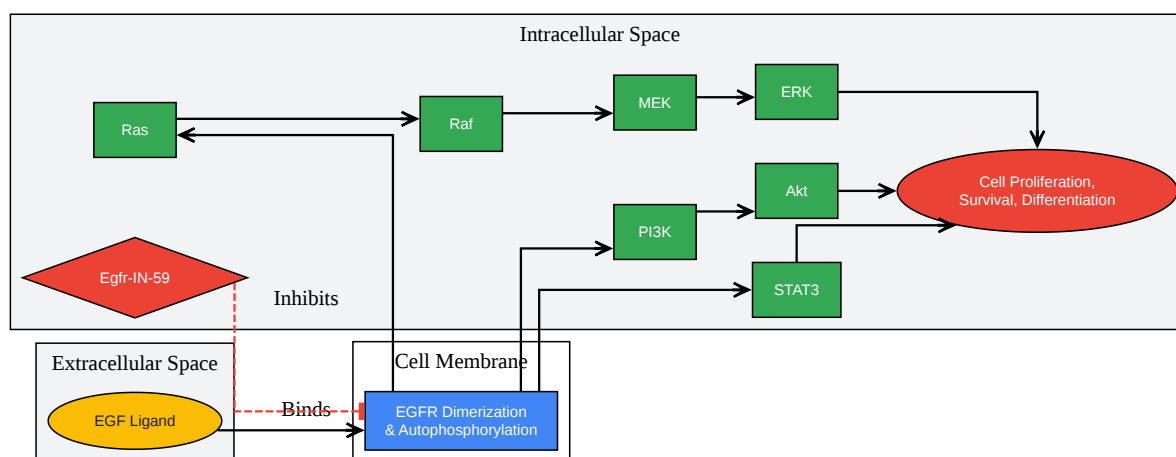 Intracellular Space
Ras
Raf
MEK
ERK
Cell Proliferation,
Survival, Differentiation
Akt
PI3K
STAT3
Egfr-IN-59
Inhibits
Extracellular Space
Cell Membrane
EGF Ligand
Binds
EGFR Dimerization
& Autophosphorylation